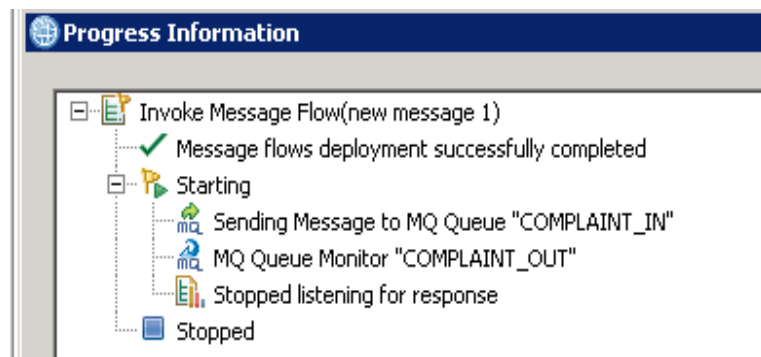 Progress Information
Invoke Message Flow(new message 1)
Message flows deployment successfully completed
Starting
Sending Message to MQ Queue "COMPLAINT_IN"
MQ Queue Monitor "COMPLAINT_OUT"
Stopped listening for response
Stopped